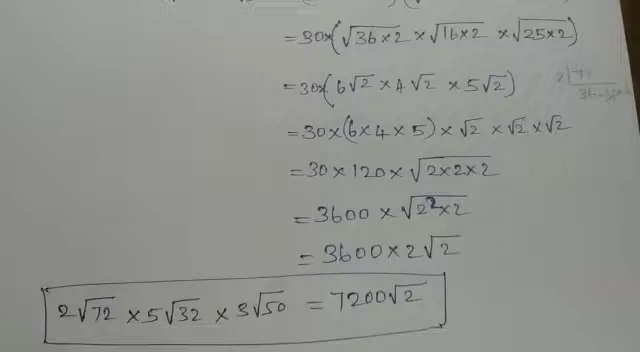 =30×(√36×2 ×√16×2 ×√25×2)
=30×(6√2 ×4√2 ×5√2)
=30×(6×4×5)×√2 ×√2 ×√2
=30×120×√2×2×2
=3600×√2²×2
=3600×2√2
2√72 ×5√32 ×3√50 =7200√2